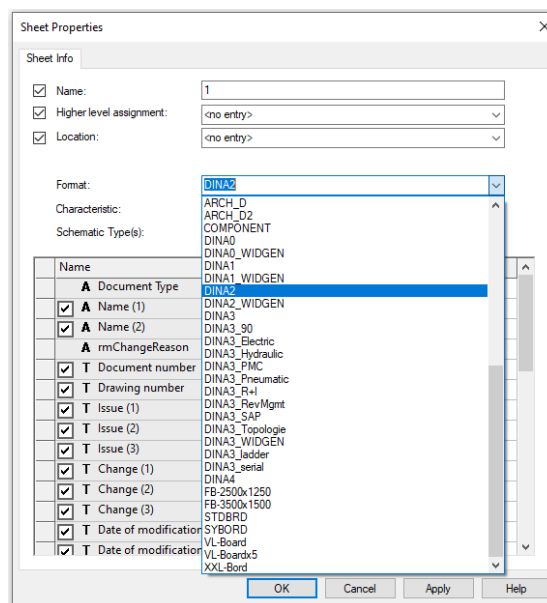 Sheet Properties
Sheet Info
Name: 1
Higher level assignment: <no entry>
Location: <no entry>
Format: DINA2
Characteristic:
Schematic Type(s):
ARCH_D
ARCH_D2
COMPONENT
DINA0
DINA0_WIDGEN
DINA1
DINA1_WIDGEN
DINA2
DINA2_WIDGEN
DINA3
DINA3_90
DINA3_Electric
DINA3_Hydraulic
DINA3_PMC
DINA3_Pneumatic
DINA3_R+I
DINA3_RevMgmt
DINA3_SAP
DINA3_Topologie
DINA3_WIDGEN
DINA3_ladder
DINA3_serial
DINA4
FB-2500x1250
FB-3500x1500
STDBRD
SYBORD
VL-Board
VL-Boardx5
XXL-Bord
Name
A Document Type
A Name (1)
A Name (2)
A rmChangeReason
T Document number
T Drawing number
T Issue (1)
T Issue (2)
T Issue (3)
T Change (1)
T Change (2)
T Change (3)
T Date of modification
T Date of modification
OK Cancel Apply Help